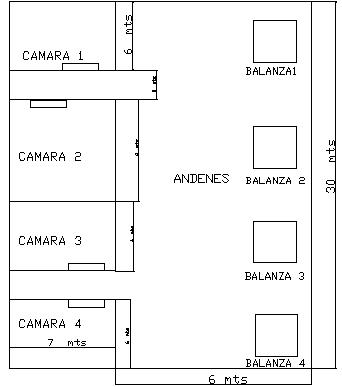 6 mts
CAMARA 1
BALANZA1
CAMARA 2
ANDENES
BALANZA 2
30 mts
CAMARA 3
BALANZA 3
CAMARA 4
7 mts
BALANZA 4
6 mts